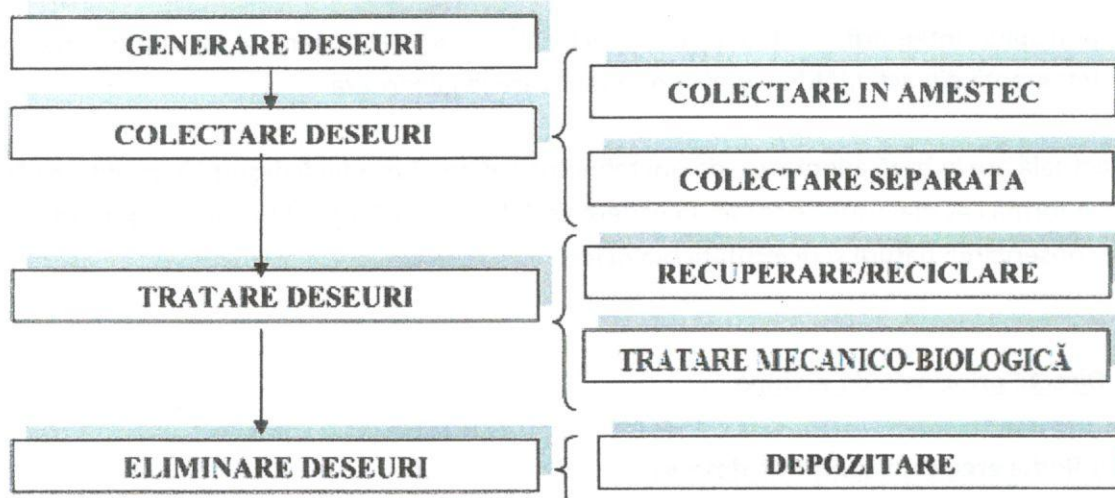 GENERARE DESEURI
COLECTARE DESEURI
COLECTARE IN AMESTEC
COLECTARE SEPARATA
TRATARE DESEURI
RECUPERARE/RECICLARE
TRATARE MECANICO-BIOLOGICĂ
ELIMINARE DESEURI
DEPOZITARE